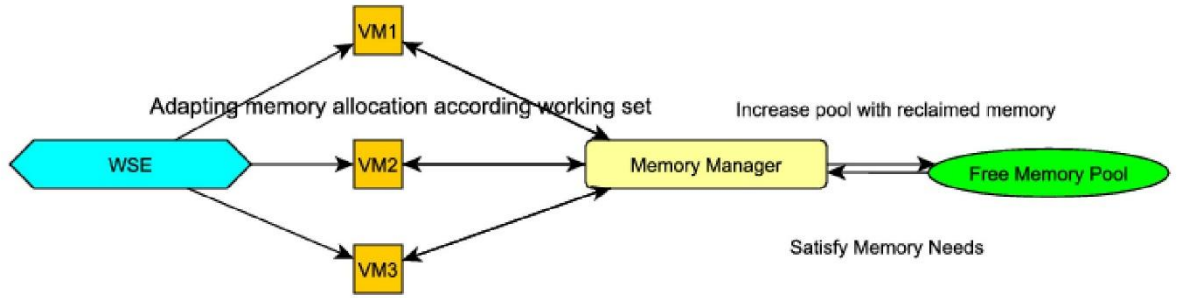 VM1
Adapting memory allocation according working set
Increase pool with reclaimed memory
WSE
VM2
Memory Manager
Free Memory Pool
Satisfy Memory Needs
VM3